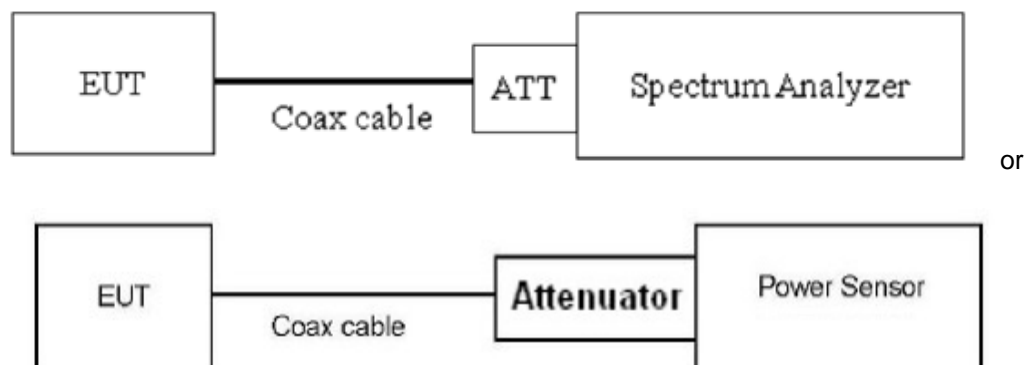 EUT
ATT
Spectrum Analyzer
Coax cable
or
EUT
Attenuator
Power Sensor
Coax cable